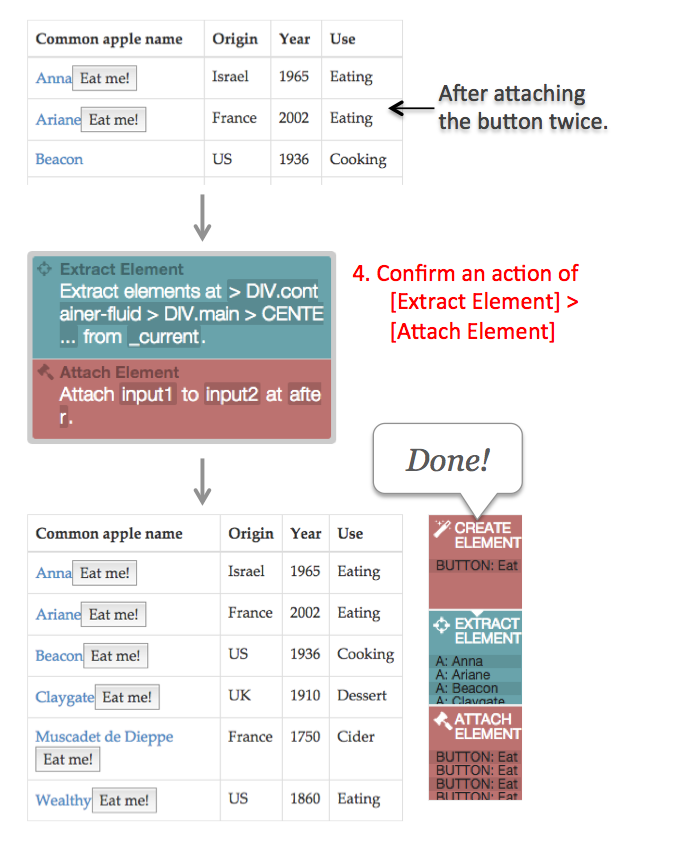 Common apple name Origin Year Use
Anna Eat me! Israel 1965 Eating
Ariane Eat me! France 2002 Eating
Beacon US 1936 Cooking
After attaching
the button twice.
Extract Element
Extract elements at > DIV.cont
ainer-fluid > DIV.main > CENTE
... from _current.
Attach Element
Attach input1 to input2 at afte
r.
4. Confirm an action of
[Extract Element] >
[Attach Element]
Done!
Common apple name Origin Year Use
Anna Eat me! Israel 1965 Eating
Ariane Eat me! France 2002 Eating
Beacon Eat me! US 1936 Cooking
Claygate Eat me! UK 1910 Dessert
Muscadet de Dieppe France 1750 Cider
Eat me!
Wealthy Eat me! US 1860 Eating
CREATE
ELEMENT
BUTTON: Eat
EXTRACT
ELEMENT
A: Anna
A: Ariane
A: Beacon
A: Claygate
ATTACH
ELEMENT
BUTTON: Eat
BUTTON: Eat
BUTTON: Eat
BUTTON: Eat